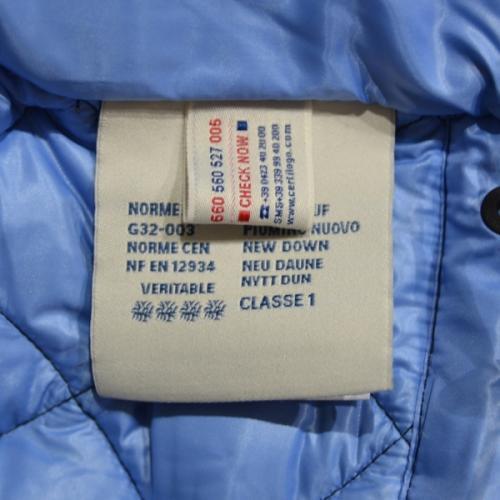 660 560 527 006
CHECK NOW
+39 0423 40 20 00
SMS+39 339 99 40 200
www.certilogo.com
NORME
UF
G32-003
PIUMINO NUOVO
NORME CEN
NEW DOWN
NF EN 12934
NEU DAUNE
NYTT DUN
VERITABLE
CLASSE 1